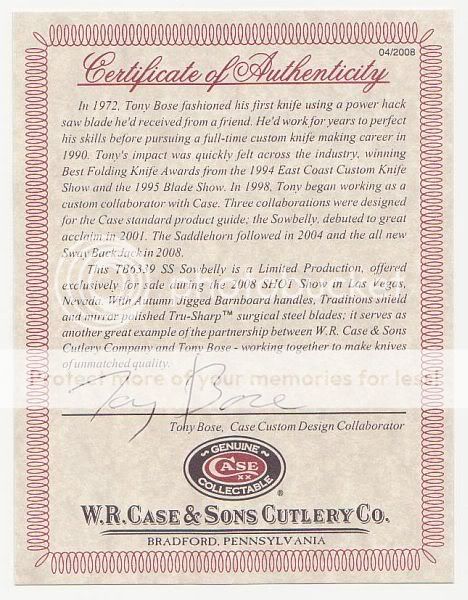 04/2008
Certificate of Authenticity
In 1972, Tony Bose fashioned his first knife using a power hack
saw blade he'd received from a friend. He'd work for years to perfect
his skills before pursuing a full-time custom knife making career in
1990. Tony's impact was quickly felt across the industry, winning
Best Folding Knife Awards from the 1994 East Coast Custom Knife
Show and the 1995 Blade Show. In 1998, Tony began working as a
custom collaborator with Case. Three collaborations were designed
for the Case standard product guide; the Sowbelly, debuted to great
acclaim in 2001. The Saddlehorn followed in 2004 and the all new
Sway Back Jack in 2008.
This TB6339 SS Sowbelly is a Limited Production, offered
exclusively for sale during the 2008 SHOT Show in Las Vegas,
Nevada. With Autumn Jigged Barnboard handles, Traditions shield
and mirror polished Tru-Sharp™ surgical steel blades; it serves as
another great example of the partnership between W.R. Case & Sons
Cutlery Company and Tony Bose - working together to make knives
of unmatched quality.
Protect more of your memories for less!
Tony Bose
Tony Bose, Case Custom Design Collaborator
~ GENUINE ~
CASE
XX
COLLECTABLE
®
W.R. CASE & SONS CUTLERY CO.
BRADFORD, PENNSYLVANIA